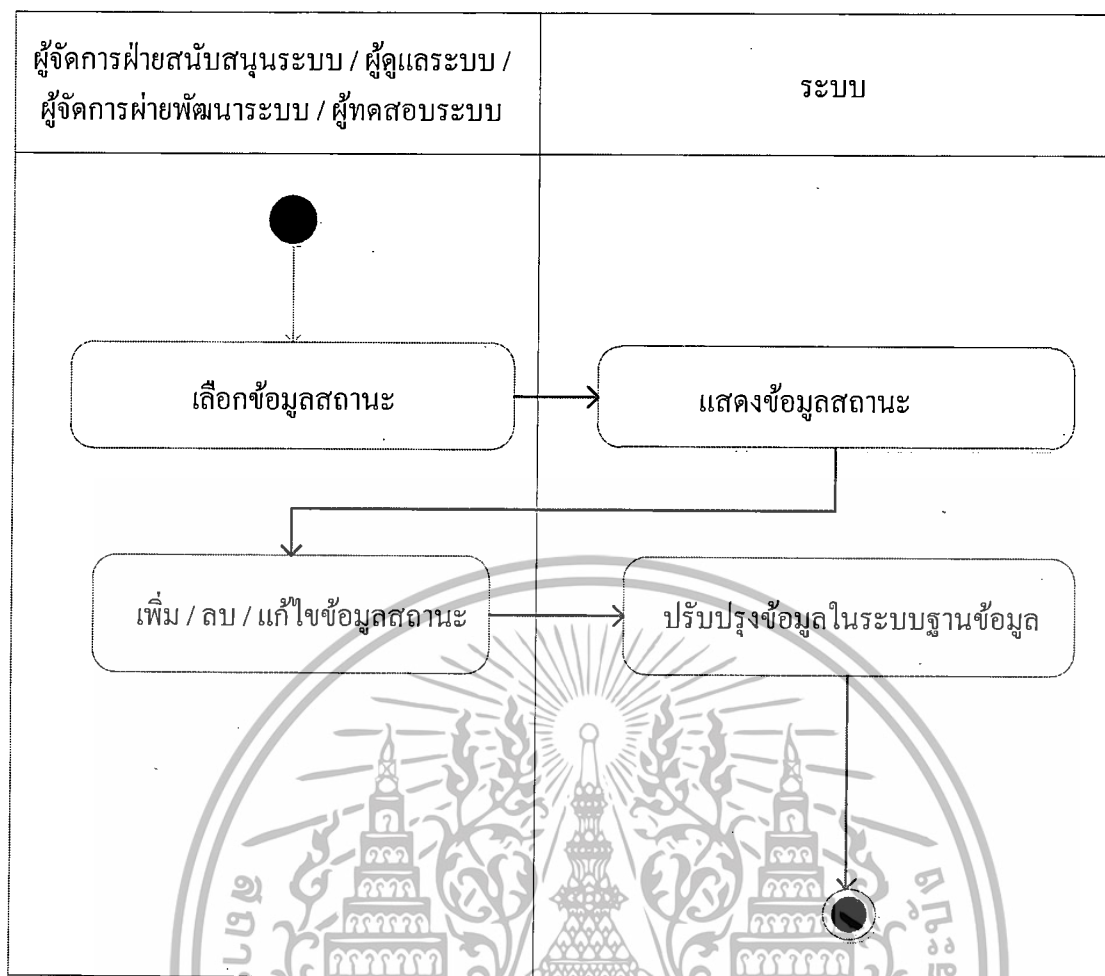 ผู้จัดการฝ่ายสนับสนุนระบบ / ผู้ดูแลระบบ /
ผู้จัดการผ่ายพัฒนาระบบ / ผู้ทดสอบระบบ
ระบบ
เลือกข้อมูลสถานะ
แสดงข้อมูลสถานะ
เพิ่ม / ลบ / แก้ไขข้อมูลสถานะ
ปรับปรุงข้อมูลในระบบฐานข้อมูล